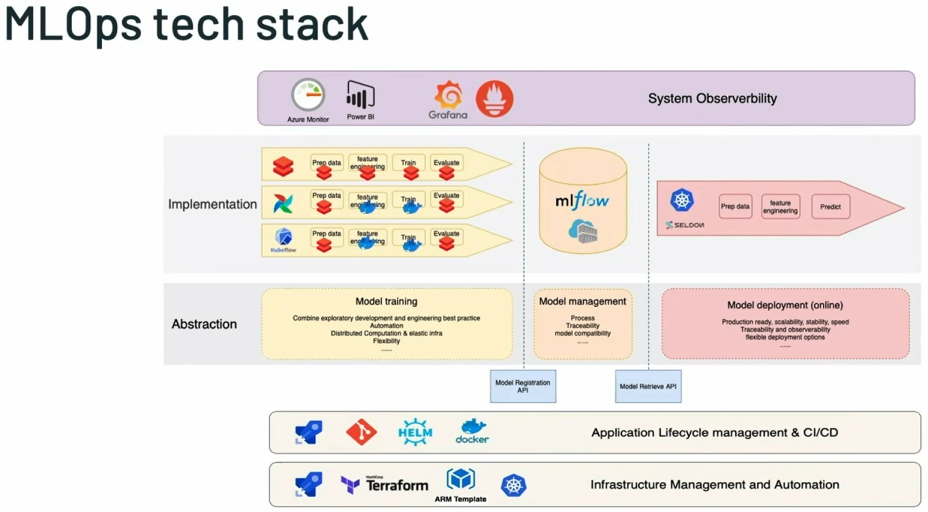 MLOps tech stack
Azure Monitor
Power BI
Grafana
System Observerbility
Implementation
Prep data
feature
engineering
Train
Evaluate
Prep data
feature
engineering
Train
Evaluate
Kubeflow
Prep data
feature
engineering
Train
Evaluate
mlflow
SELDON
Prep data
feature
engineering
Predict
Abstraction
Model training
Combine exploratory development and engineering best practice
Automation
Distributed Computation & elastic infra
Flexibility
......
Model management
Process
Traceability
model compatibility
......
Model deployment (online)
Production ready, scalability, stability, speed
Traceability and observability
flexible deployment options
......
Model Registration
API
Model Retrieve API
HELM
docker
Application Lifecycle management & CI/CD
HashiCorp
Terraform
ARM Template
Infrastructure Management and Automation